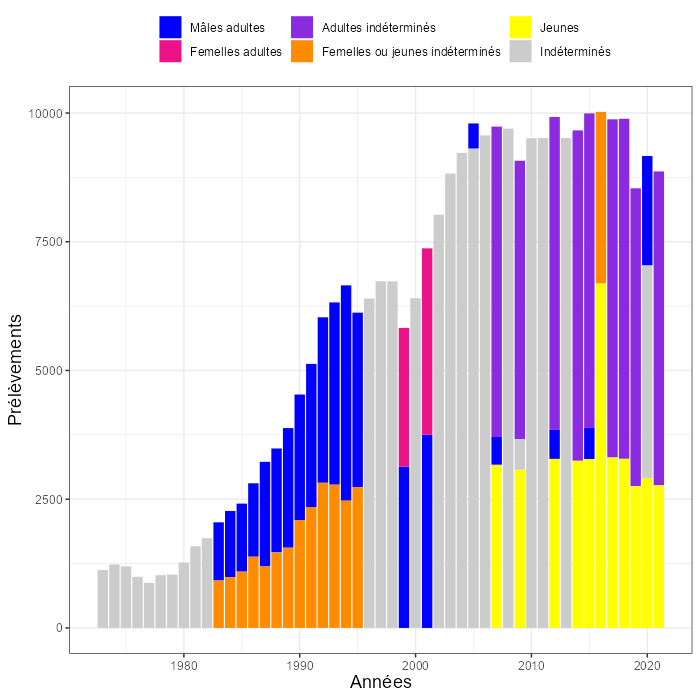 Mâles adultes Adultes indéterminés Jeunes
Femelles adultes Femelles ou jeunes indéterminés Indéterminés
10000
7500
5000
2500
0
Prélèvements
1980 1990 2000 2010 2020
Années